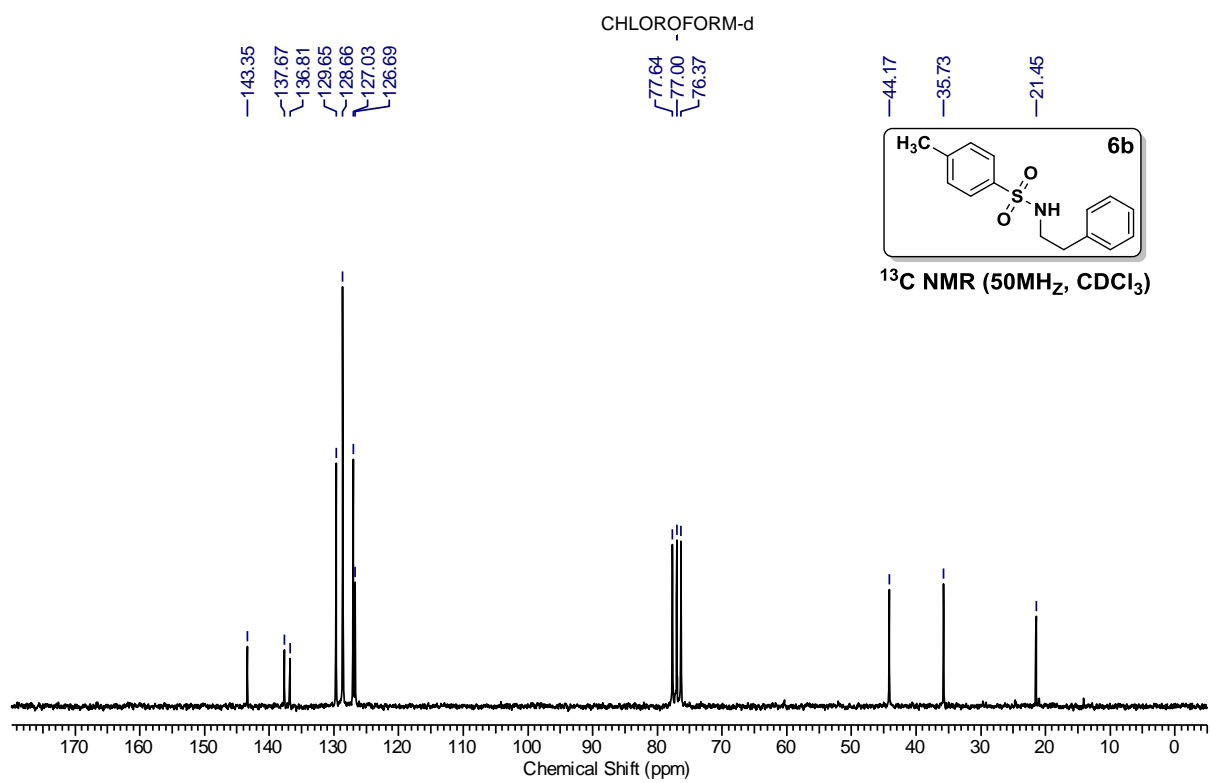 CHLOROFORM-d
143.35
137.67
136.81
129.65
128.66
127.03
126.69
77.64
77.00
76.37
44.17
35.73
21.45
6b
H₃C
O
S
NH
O
¹³C NMR (50MHZ, CDCl₃)
170 160 150 140 130 120 110 100 90 80 70 60 50 40 30 20 10 0
Chemical Shift (ppm)